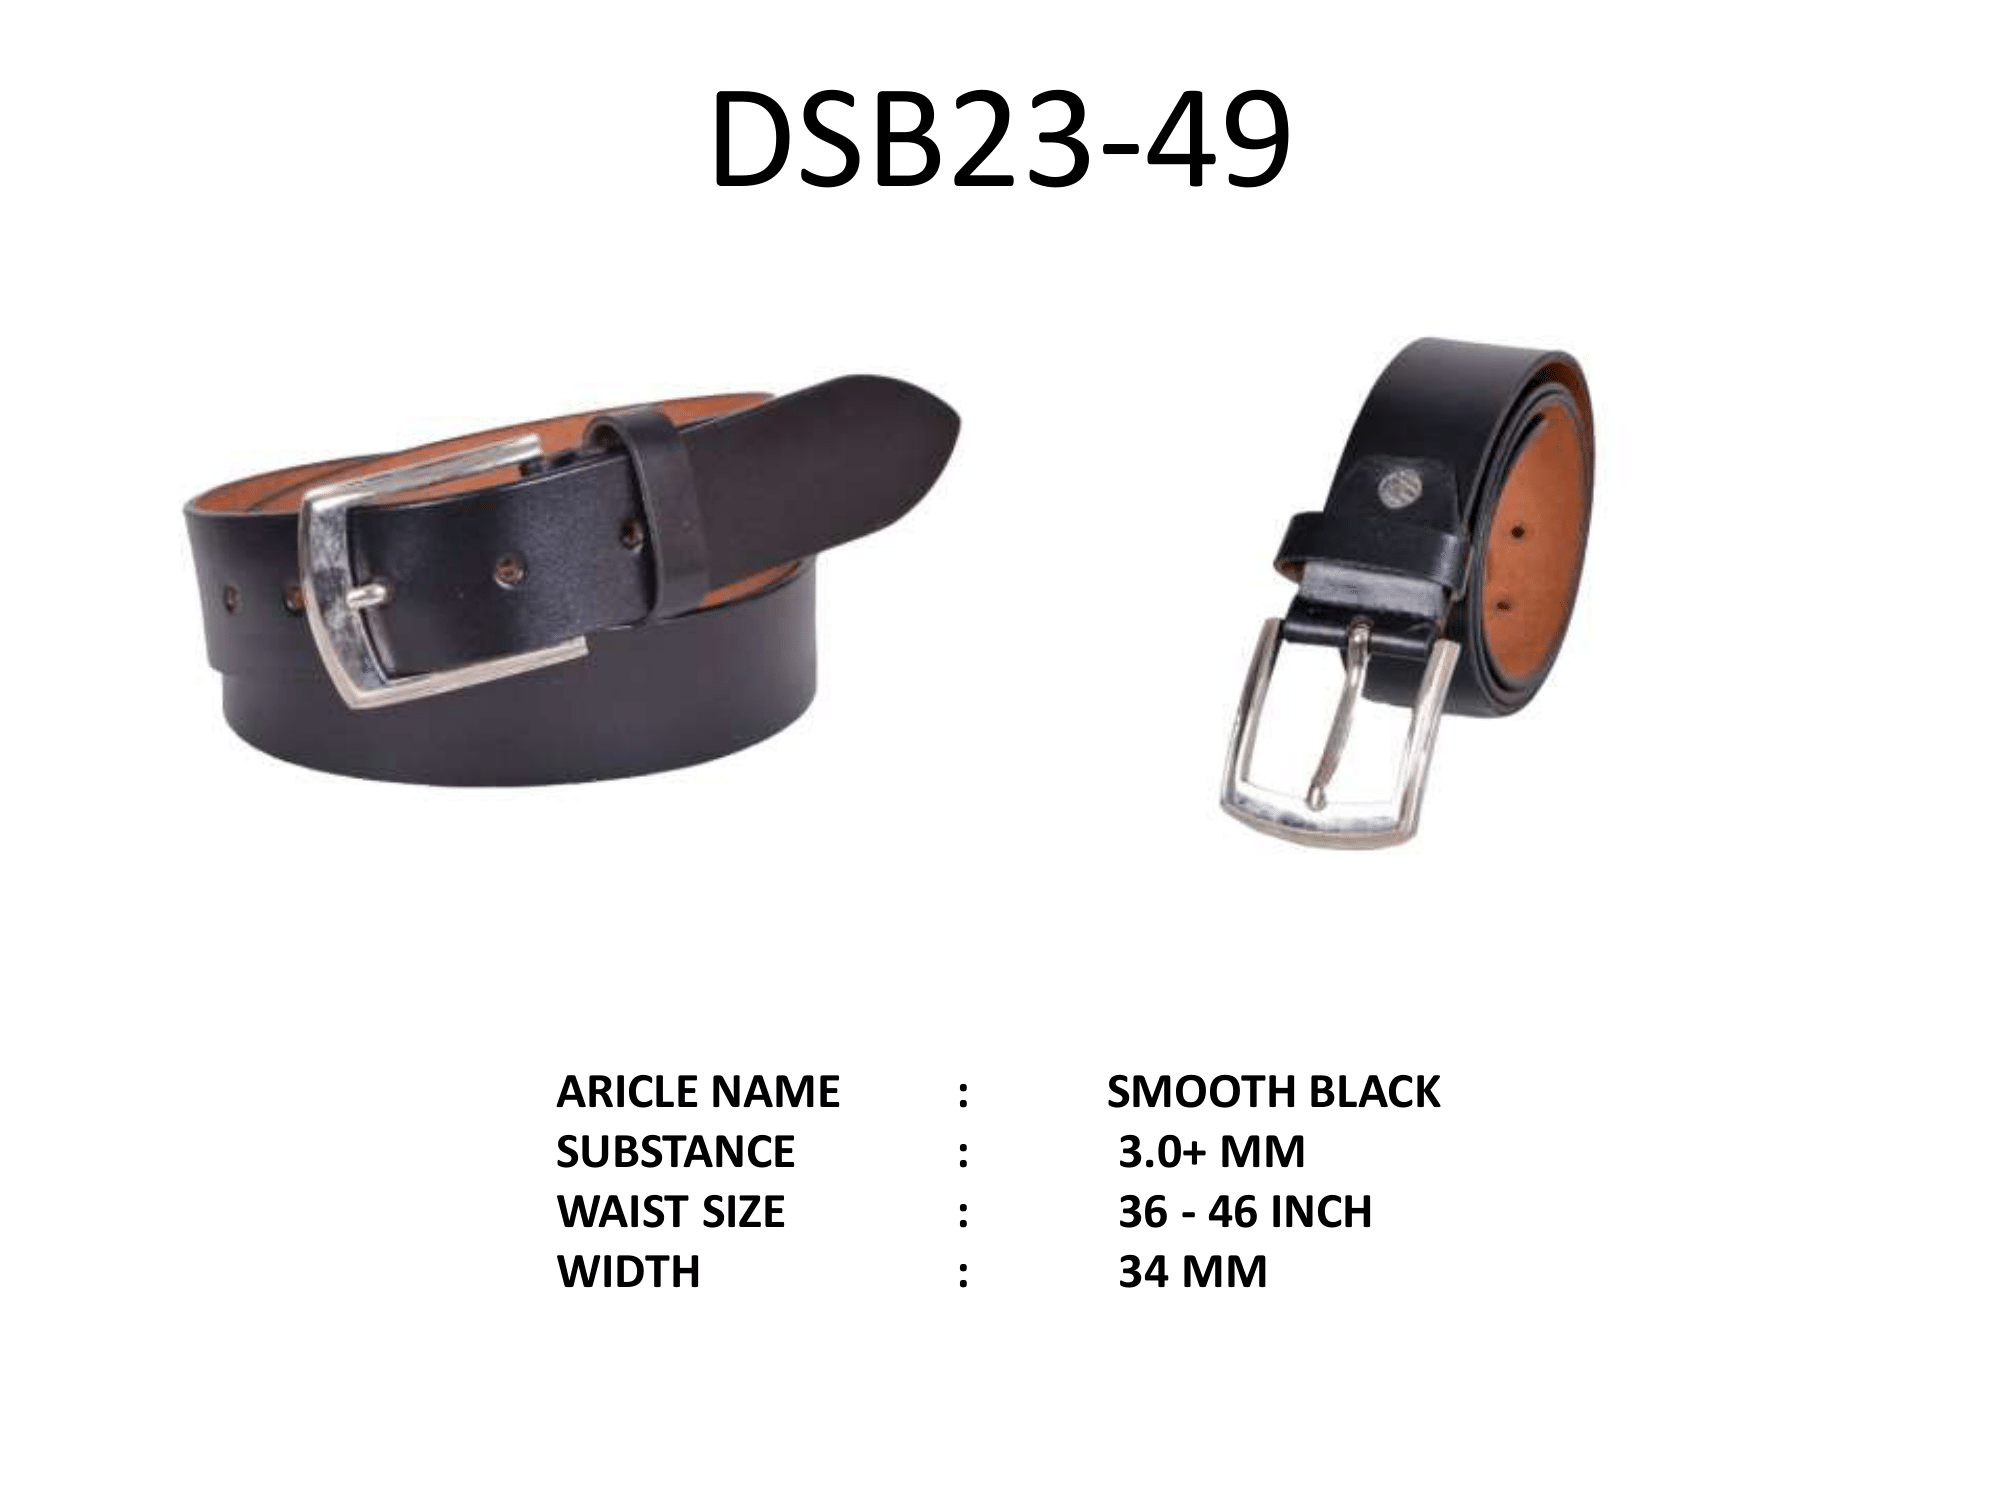 DSB23-49
ARICLE NAME : SMOOTH BLACK
SUBSTANCE : 3.0+ MM
WAIST SIZE : 36 - 46 INCH
WIDTH : 34 MM